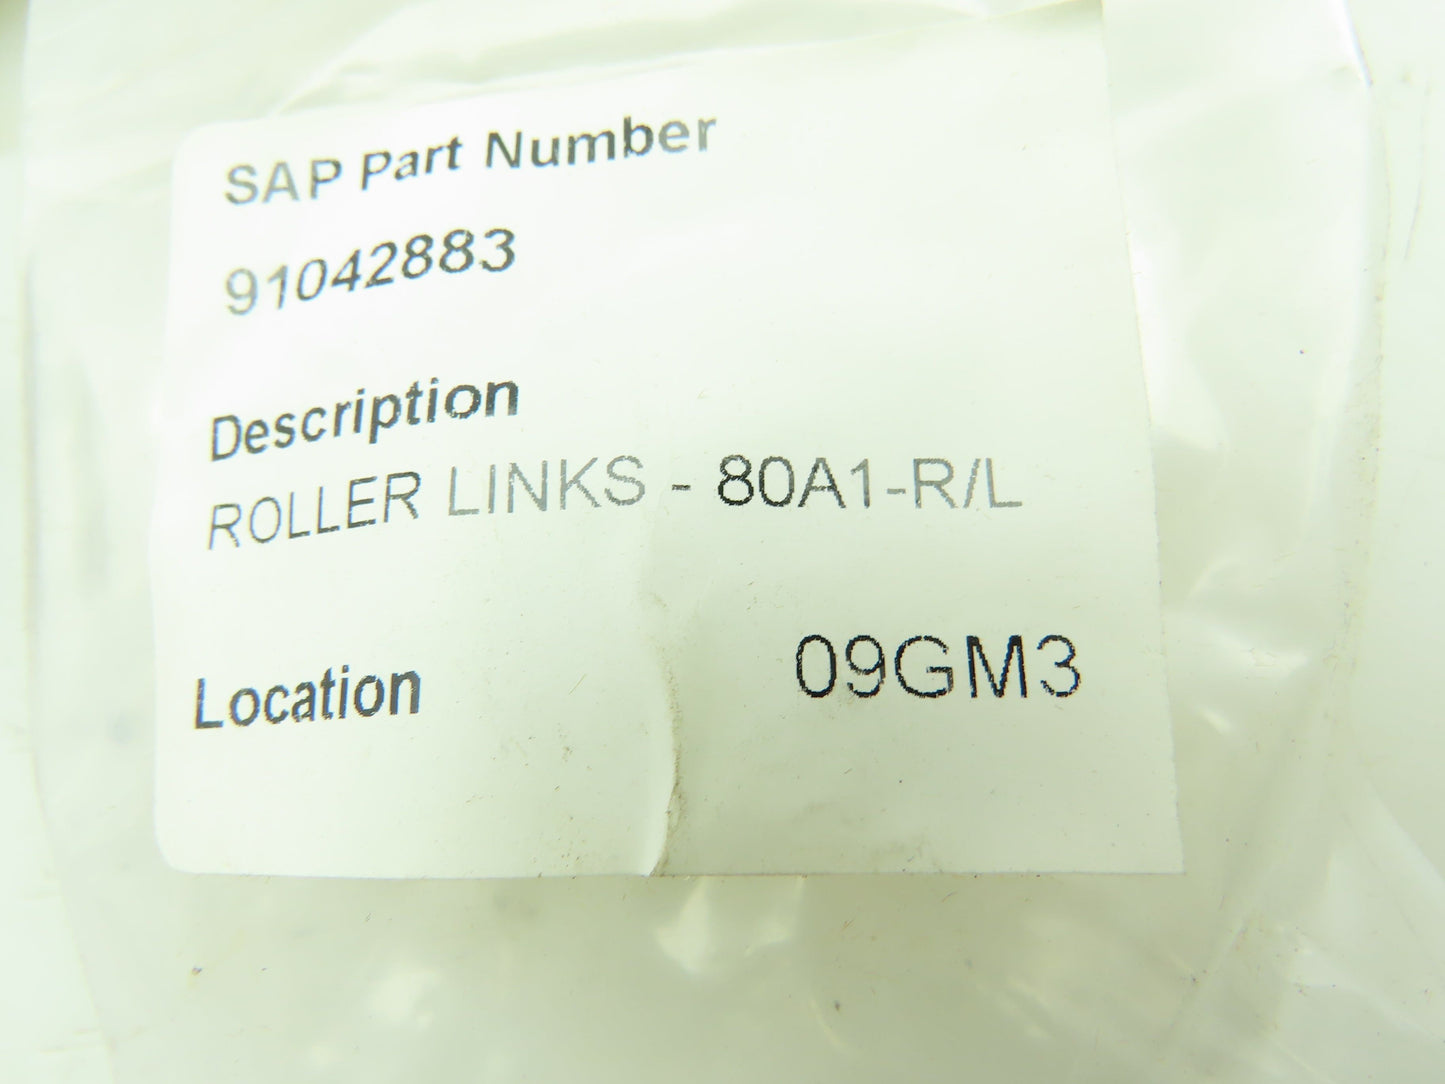 SAP Part Number
91042883
Description
ROLLER LINKS - 80A1-R/L
Location 09GM3